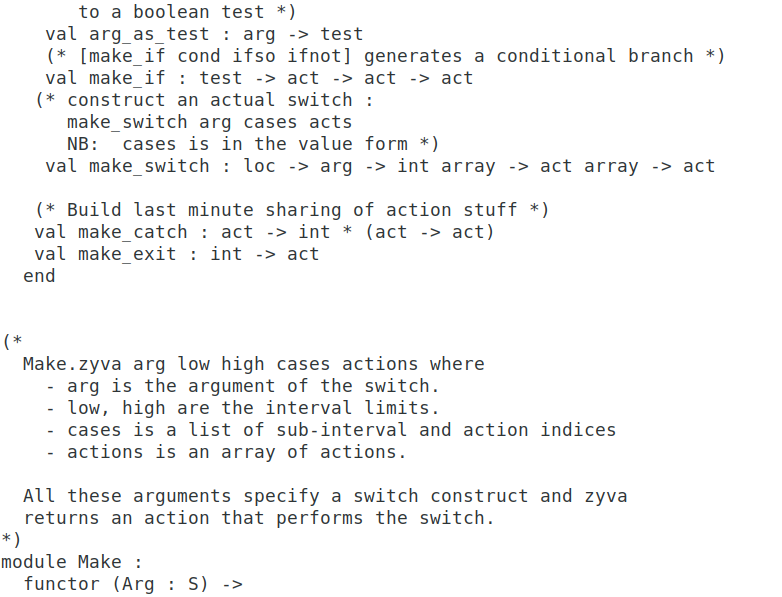 to a boolean test *)
    val arg_as_test : arg -> test
    (* [make_if cond ifso ifnot] generates a conditional branch *)
    val make_if : test -> act -> act -> act
   (* construct an actual switch :
      make_switch arg cases acts
      NB:  cases is in the value form *)
    val make_switch : loc -> arg -> int array -> act array -> act

   (* Build last minute sharing of action stuff *)
   val make_catch : act -> int * (act -> act)
   val make_exit : int -> act
  end


(*
  Make.zyva arg low high cases actions where
    - arg is the argument of the switch.
    - low, high are the interval limits.
    - cases is a list of sub-interval and action indices
    - actions is an array of actions.

  All these arguments specify a switch construct and zyva
  returns an action that performs the switch.
*)
module Make :
  functor (Arg : S) ->